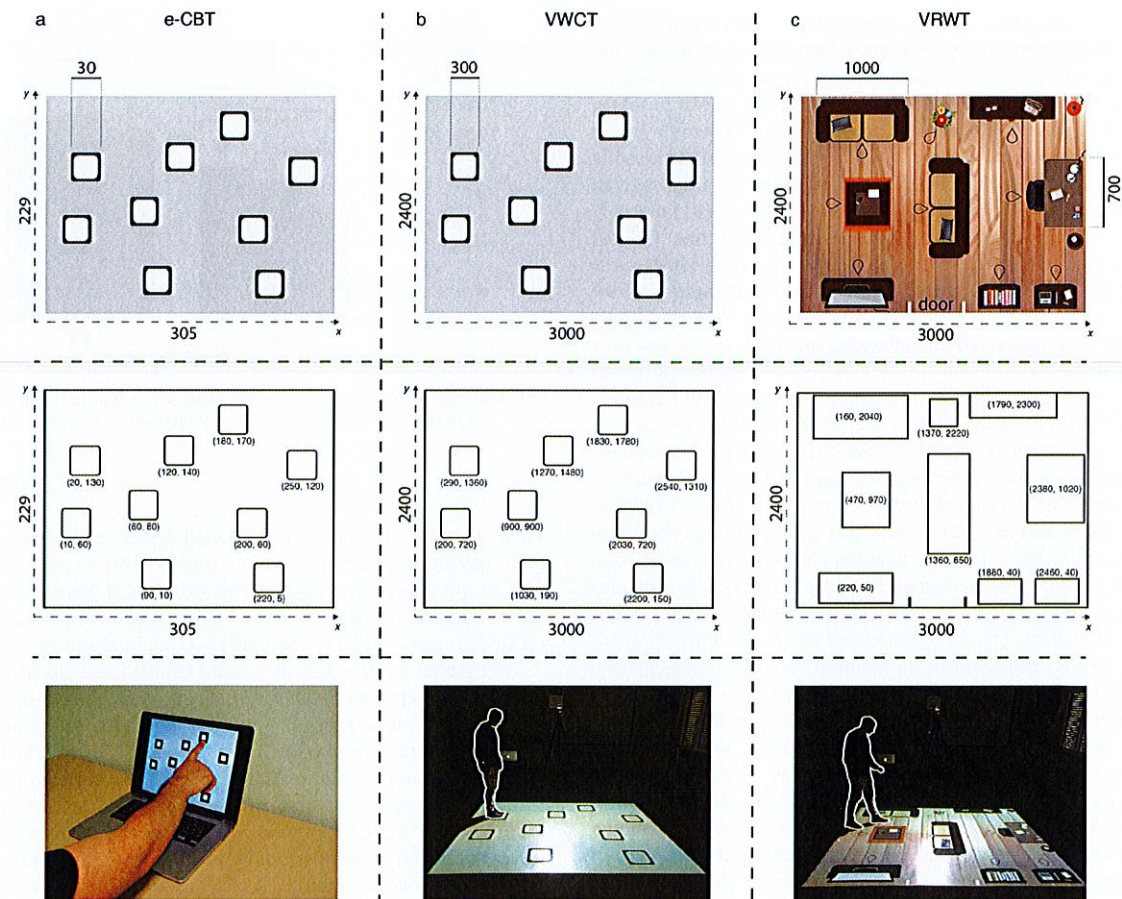 a e-CBT
b VWCT
c VRWT
30
y
229
305
x
300
y
2400
3000
x
1000
y
2400
700
door
3000
x
y
229
(180, 170)
(120, 140)
(20, 130)
(250, 120)
(60, 80)
(10, 60)
(200, 60)
(90, 10)
(220, 5)
305
x
y
2400
(1830, 1780)
(1270, 1480)
(290, 1360)
(2540, 1310)
(900, 900)
(200, 720)
(2030, 720)
(1030, 190)
(2200, 150)
3000
x
y
2400
(160, 2040)
(1790, 2300)
(1370, 2220)
(470, 970)
(2380, 1020)
(1360, 650)
(1880, 40)
(2460, 40)
(220, 50)
3000
x